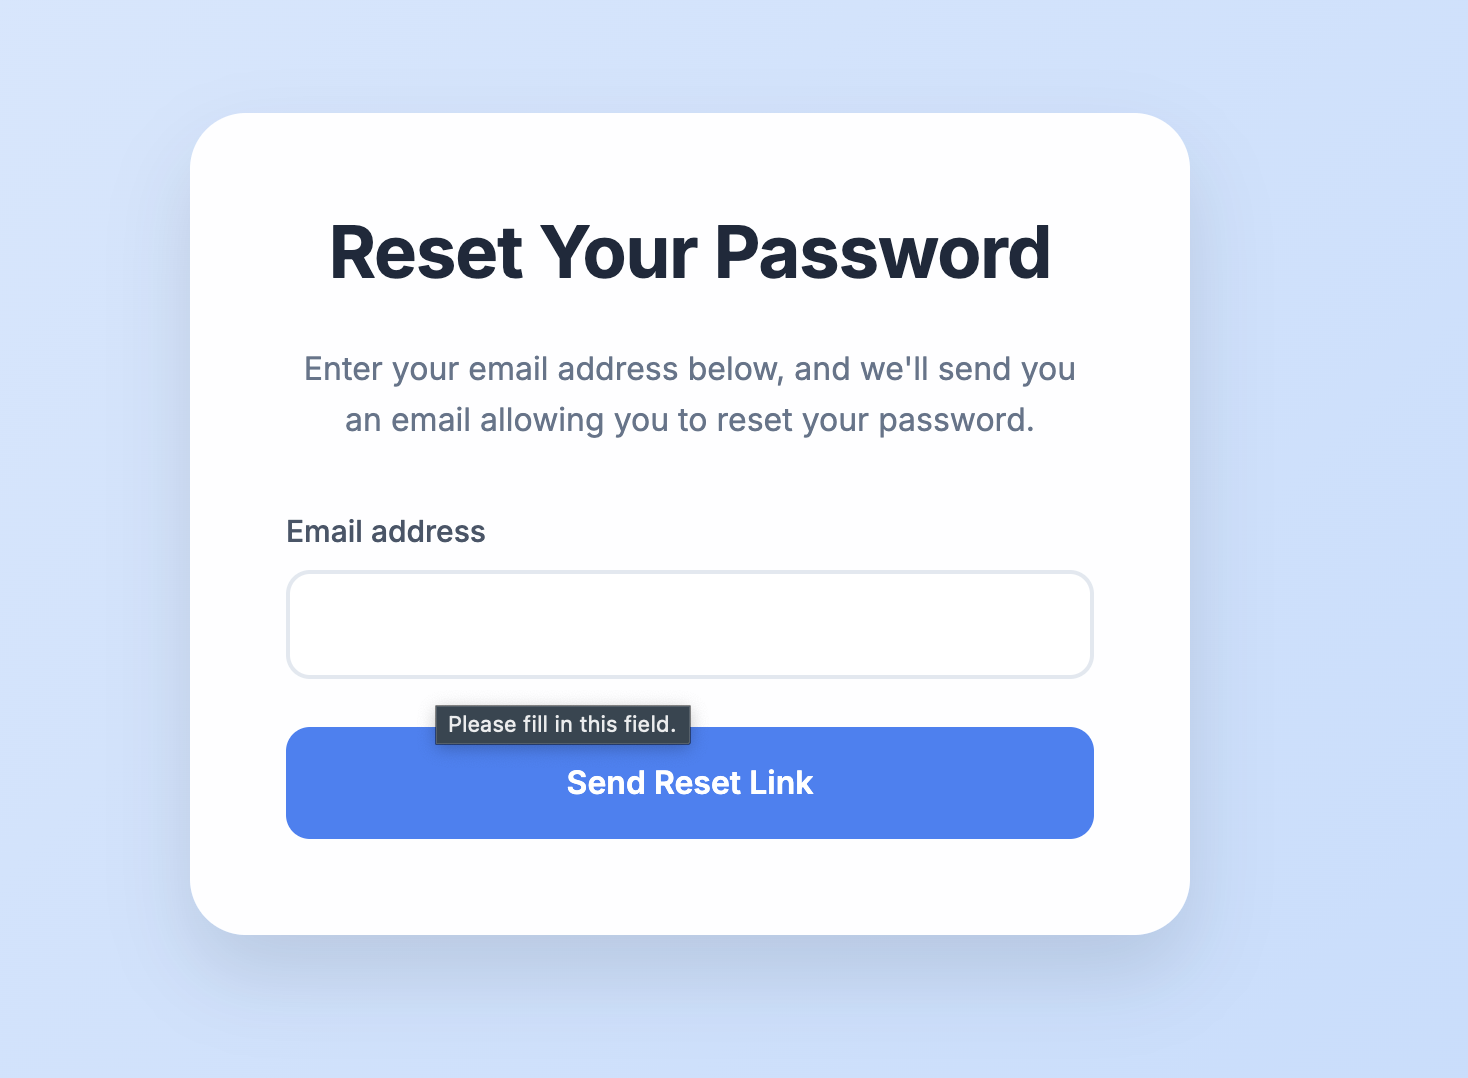 Reset Your Password
Enter your email address below, and we'll send you
an email allowing you to reset your password.
Email address
Please fill in this field.
Send Reset Link